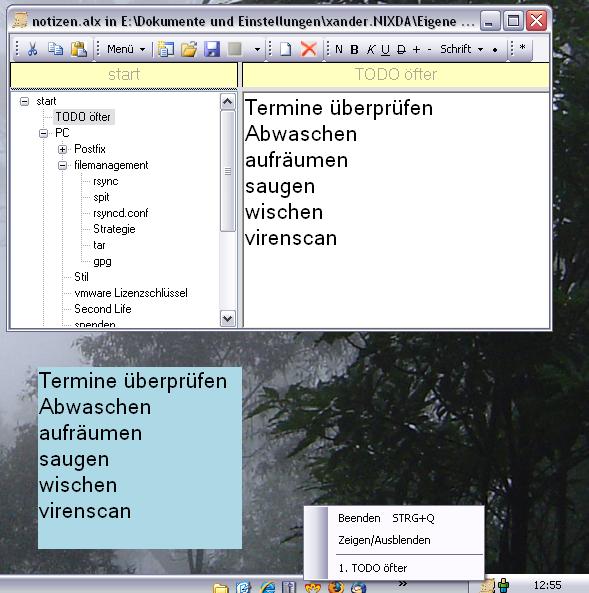 notizen.alx in E:\Dokumente und Einstellungen\xander.NIXDA\Eigene ...
Menü
N B K U D A + - Schrift • *
start
TODO öfter
start
TODO öfter
PC
Postfix
filemanagement
rsync
spit
rsyncd.conf
Strategie
tar
gpg
Stil
vmware Lizenzschlüssel
Second Life
spenden
Termine überprüfen
Abwaschen
aufräumen
saugen
wischen
virenscan
Termine überprüfen
Abwaschen
aufräumen
saugen
wischen
virenscan
Beenden STRG+Q
Zeigen/Ausblenden
1. TODO öfter
»
12:55